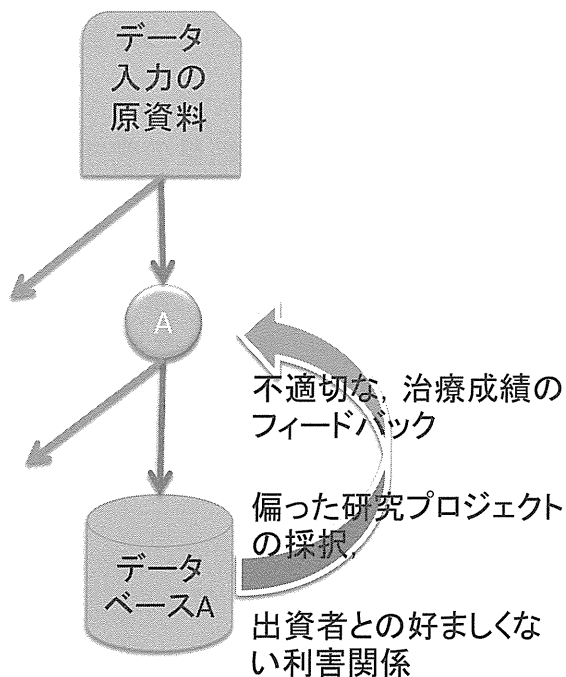 データ
入力の
原資料
A
不適切な, 治療成績の
フィードバック
偏った研究プロジェクト
の採択,
データ
ベースA
出資者との好ましくな
い利害関係